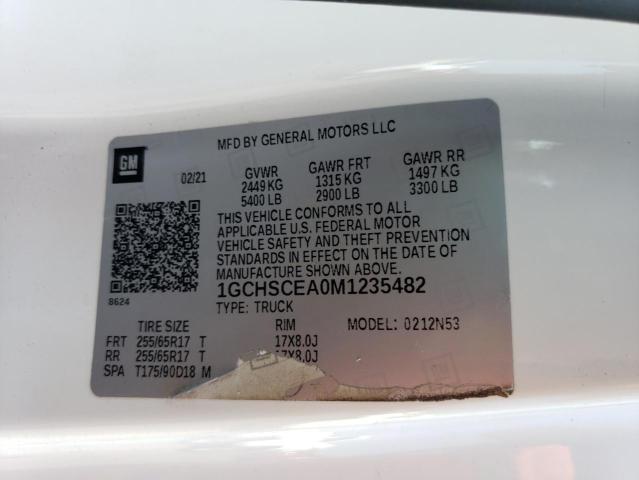 MFD BY GENERAL MOTORS LLC
GM
02/21 GVWR GAWR FRT GAWR RR
2449 KG 1315 KG 1497 KG
5400 LB 2900 LB 3300 LB
THIS VEHICLE CONFORMS TO ALL
APPLICABLE U.S. FEDERAL MOTOR
VEHICLE SAFETY AND THEFT PREVENTION
STANDARDS IN EFFECT ON THE DATE OF
MANUFACTURE SHOWN ABOVE.
8624
1GCHSCEA0M1235482
TYPE: TRUCK
TIRE SIZE RIM MODEL: 0212N53
FRT 255/65R17 T 17X8.0J
RR 255/65R17 T 17X8.0J
SPA T175/90D18 M